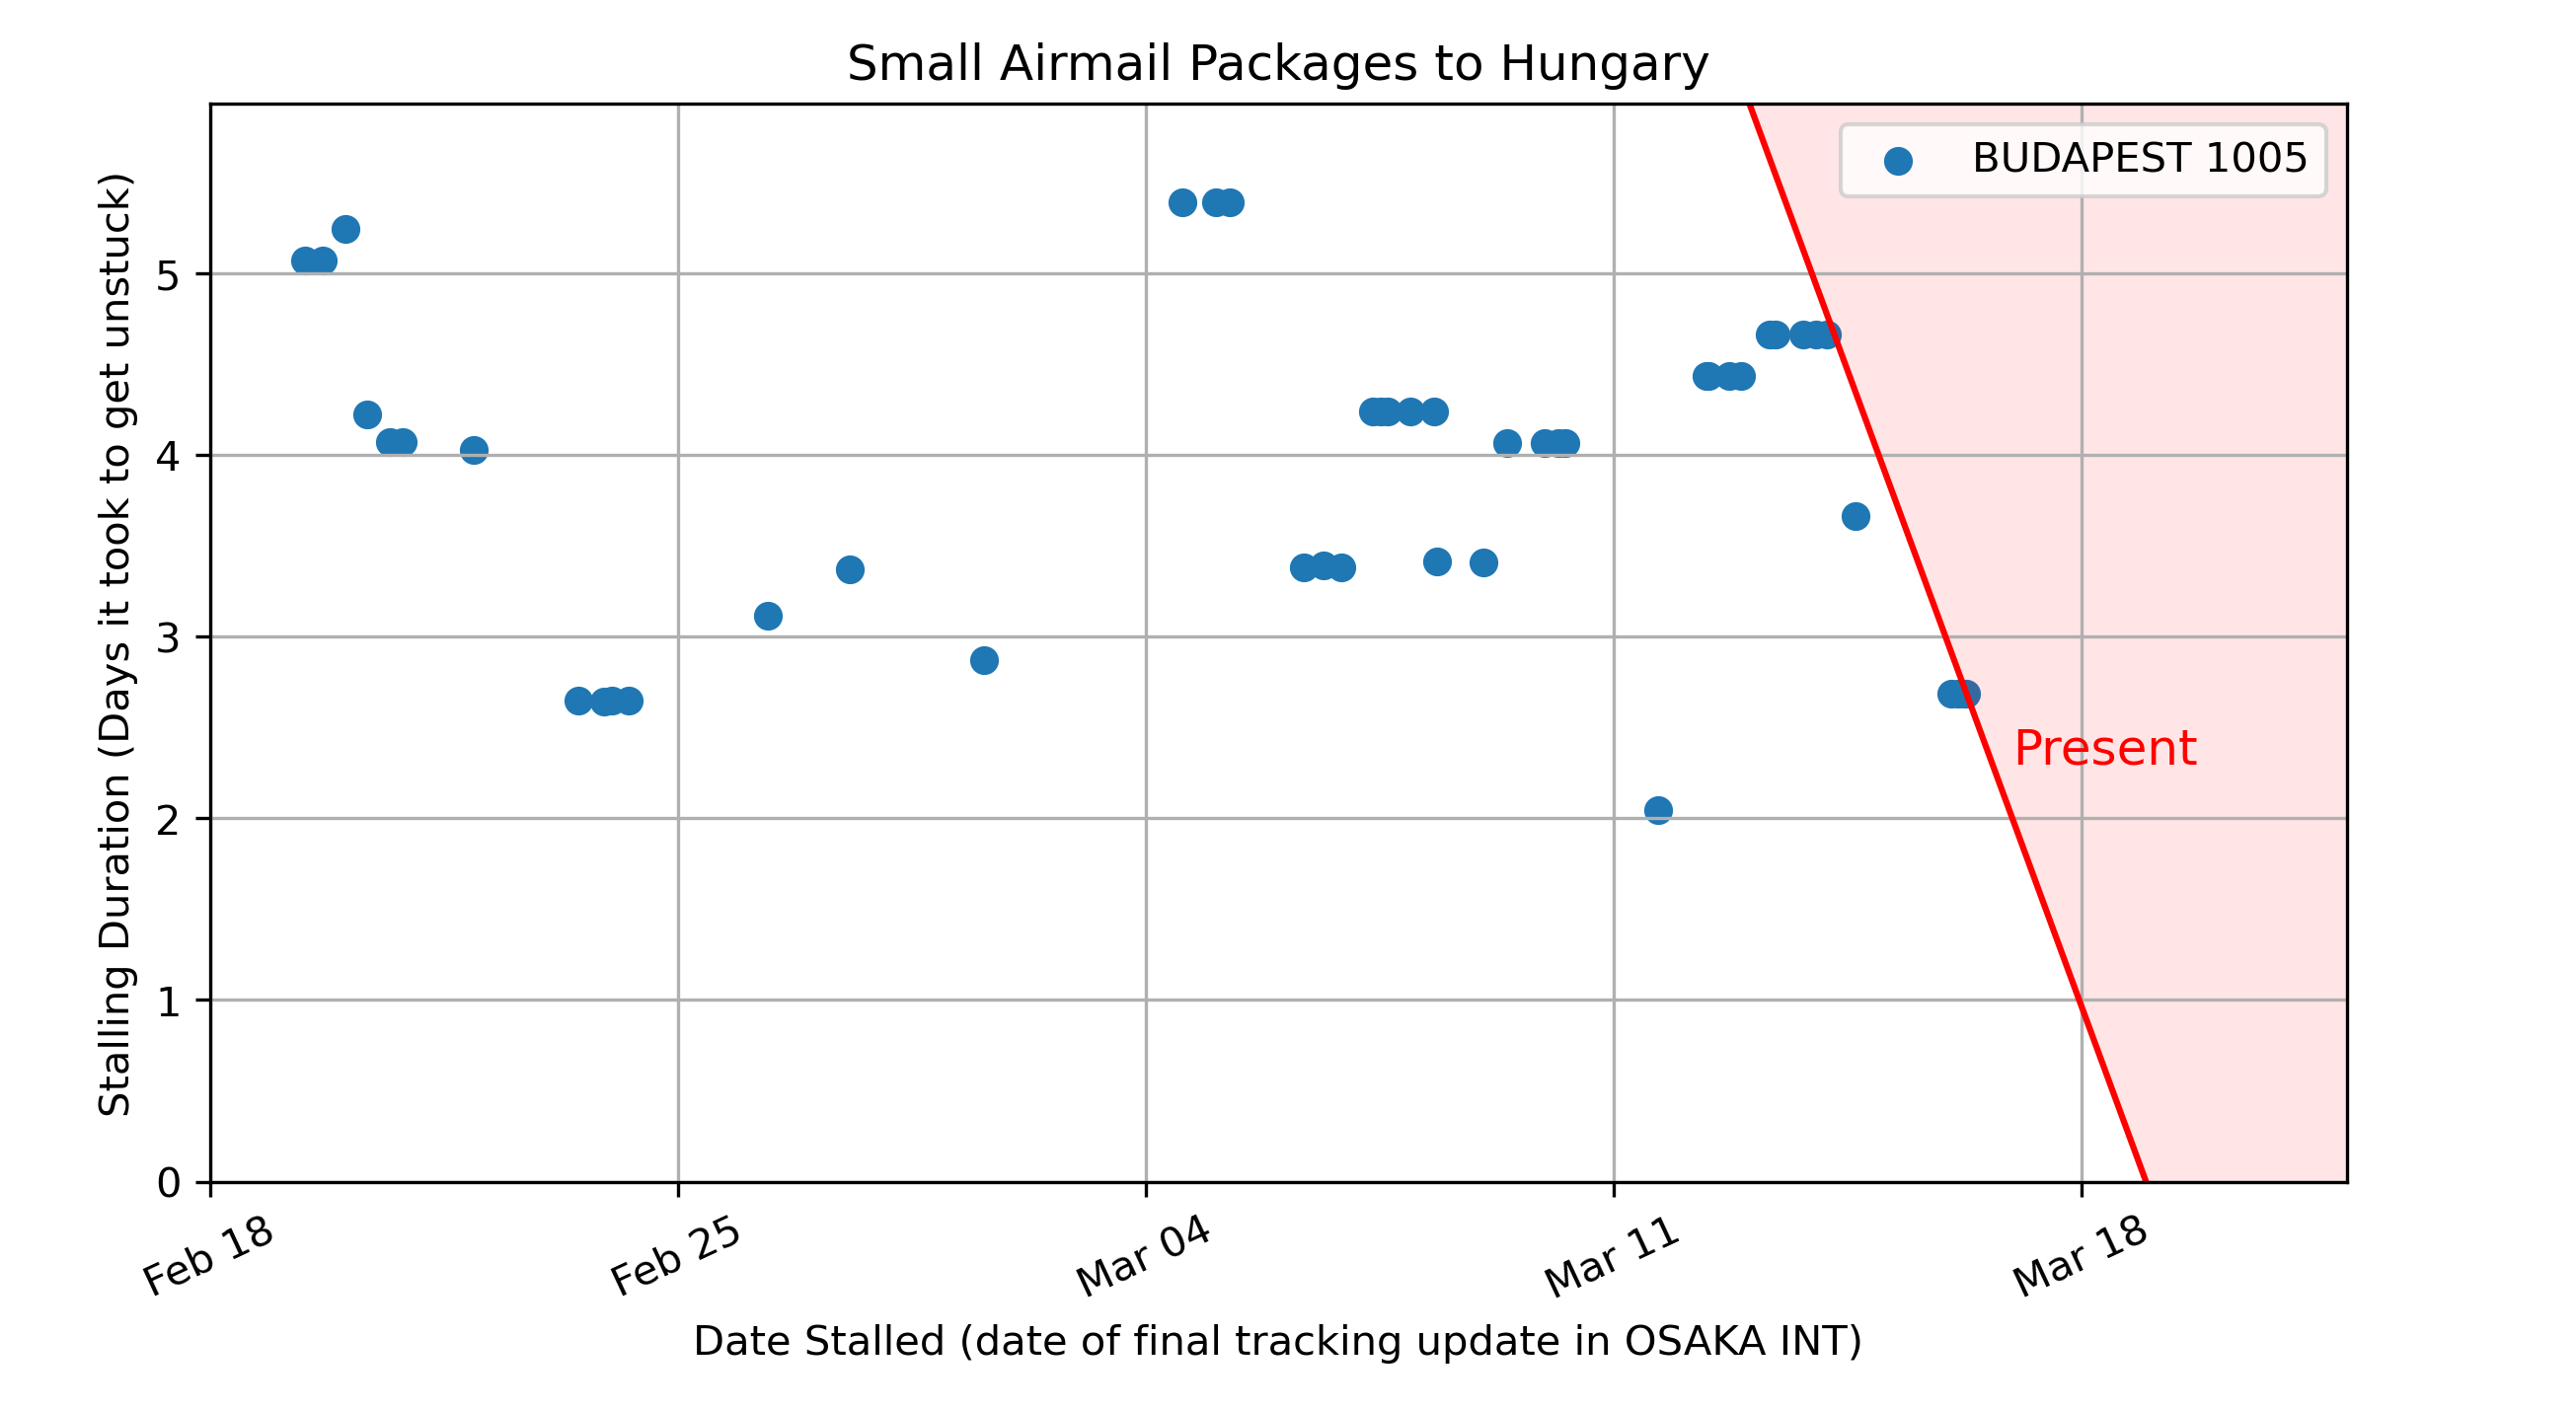 Small Airmail Packages to Hungary
BUDAPEST 1005
Stalling Duration (Days it took to get unstuck)
5
4
3
2
1
0
Present
Feb 18
Feb 25
Mar 04
Mar 11
Mar 18
Date Stalled (date of final tracking update in OSAKA INT)